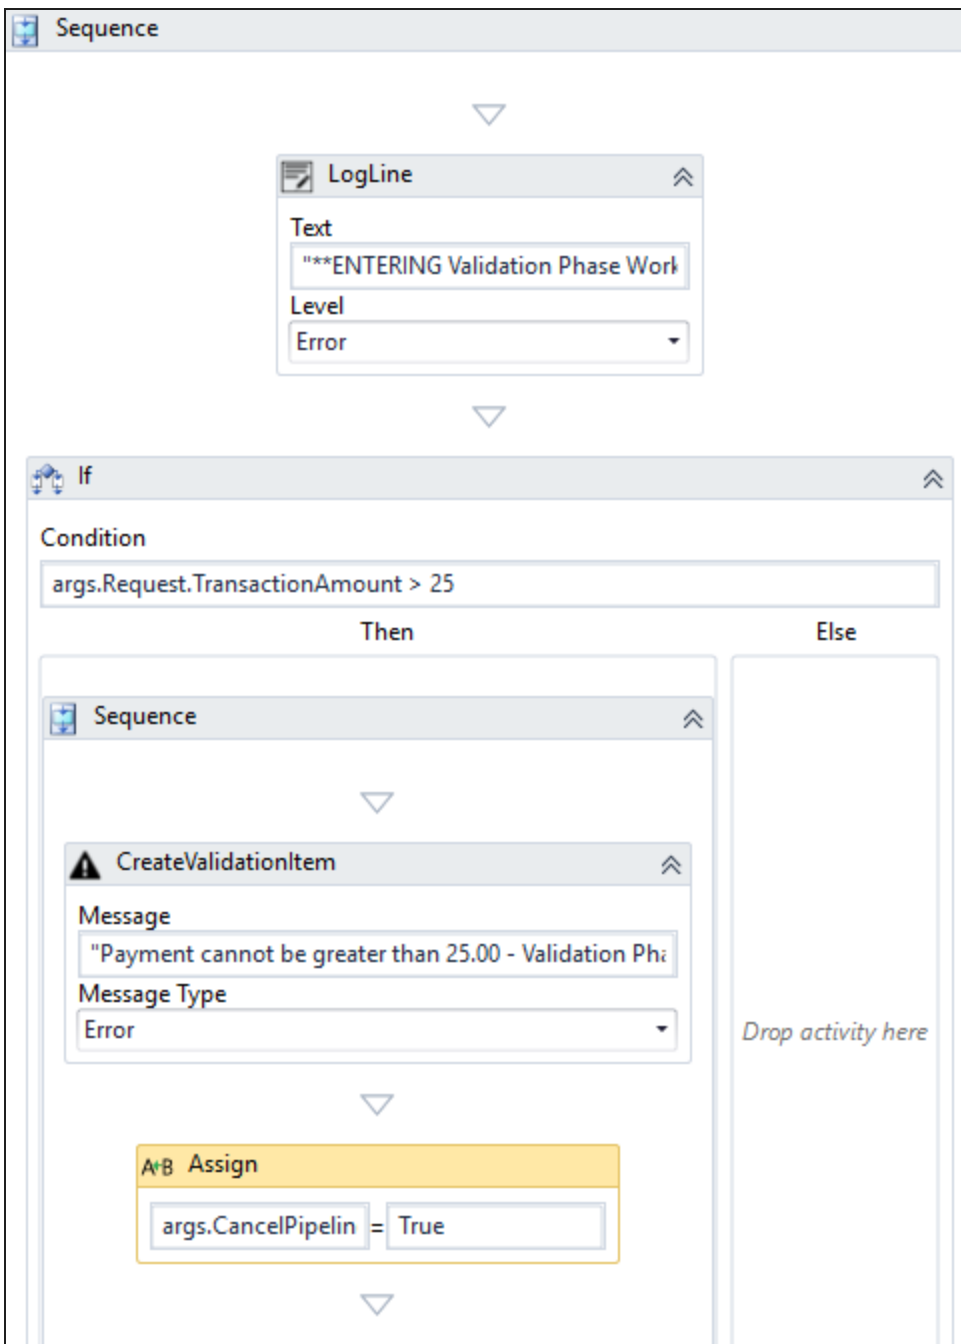 Sequence
LogLine
Text
"**ENTERING Validation Phase Work
Level
Error
If
Condition
args.Request.TransactionAmount > 25
Then
Else
Sequence
CreateValidationItem
Message
"Payment cannot be greater than 25.00 - Validation Pha
Message Type
Error
Drop activity here
A+B Assign
args.CancelPipelin = True